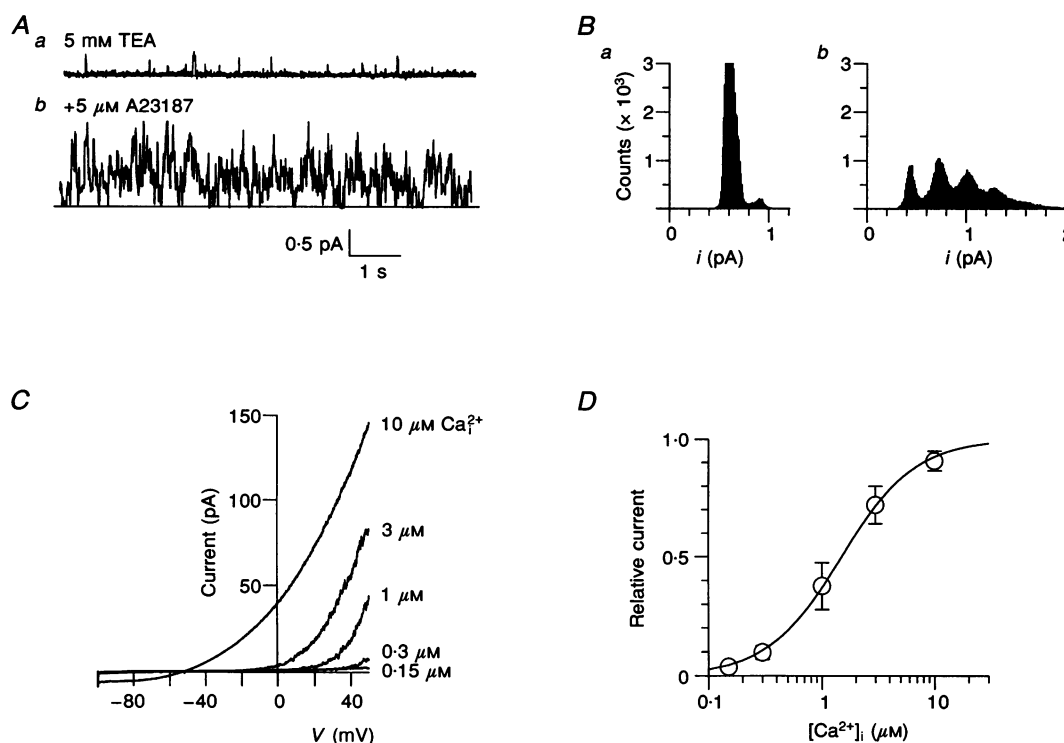 A
a 5 mM TEA
b +5 μM A23187
0·5 pA
1 s
B
a
b
Counts (× 10³)
3
2
1
0
1
i (pA)
3
2
1
0
1
2
i (pA)
C
Current (pA)
150
100
50
10 μM Ca²⁺ᵢ
3 μM
1 μM
0·3 μM
0·15 μM
−80
−40
0
40
V (mV)
D
Relative current
1·0
0·5
0
0·1
1
10
[Ca²⁺]ᵢ (μM)